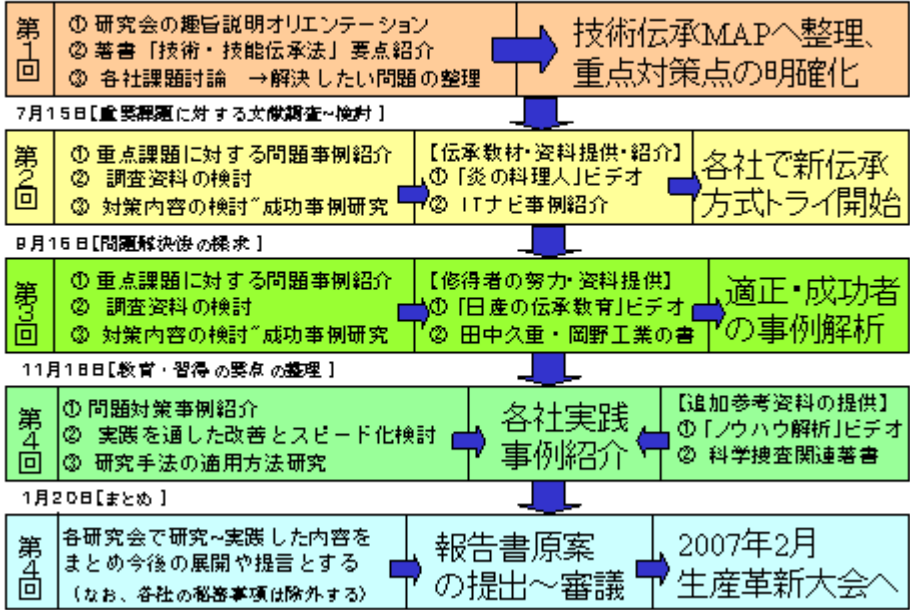 第1回
① 研究会の趣旨説明オリエンテーション
② 著書「技術・技能伝承法」要点紹介
③ 各社課題討論 →解決したい問題の整理
技術伝承MAPへ整理、
重点対策点の明確化
7月15日[重要課題に対する文献調査~検討]
第2回
① 重点課題に対する問題事例紹介
② 調査資料の検討
③ 対策内容の検討~成功事例研究
【伝承教材・資料提供・紹介】
①「炎の料理人」ビデオ
② ITナビ事例紹介
各社で新伝承
方式トライ開始
9月15日[問題解決後の探求]
第3回
① 重点課題に対する問題事例紹介
② 調査資料の検討
③ 対策内容の検討~成功事例研究
【修得者の努力・資料提供】
①「日産の伝承教育」ビデオ
② 田中久重・岡野工業の書
適正・成功者
の事例解析
11月18日[教育・習得の要点の整理]
第4回
① 問題対策事例紹介
② 実践を通した改善とスピード化検討
③ 研究手法の適用方法研究
各社実践
事例紹介
【追加参考資料の提供】
①「ノウハウ解析」ビデオ
② 科学捜査関連著書
1月20日[まとめ]
第4回
各研究会で研究~実践した内容を
まとめ今後の展開や提言とする
(なお、各社の秘密事項は除外する)
報告書原案
の提出~審議
2007年2月
生産革新大会へ